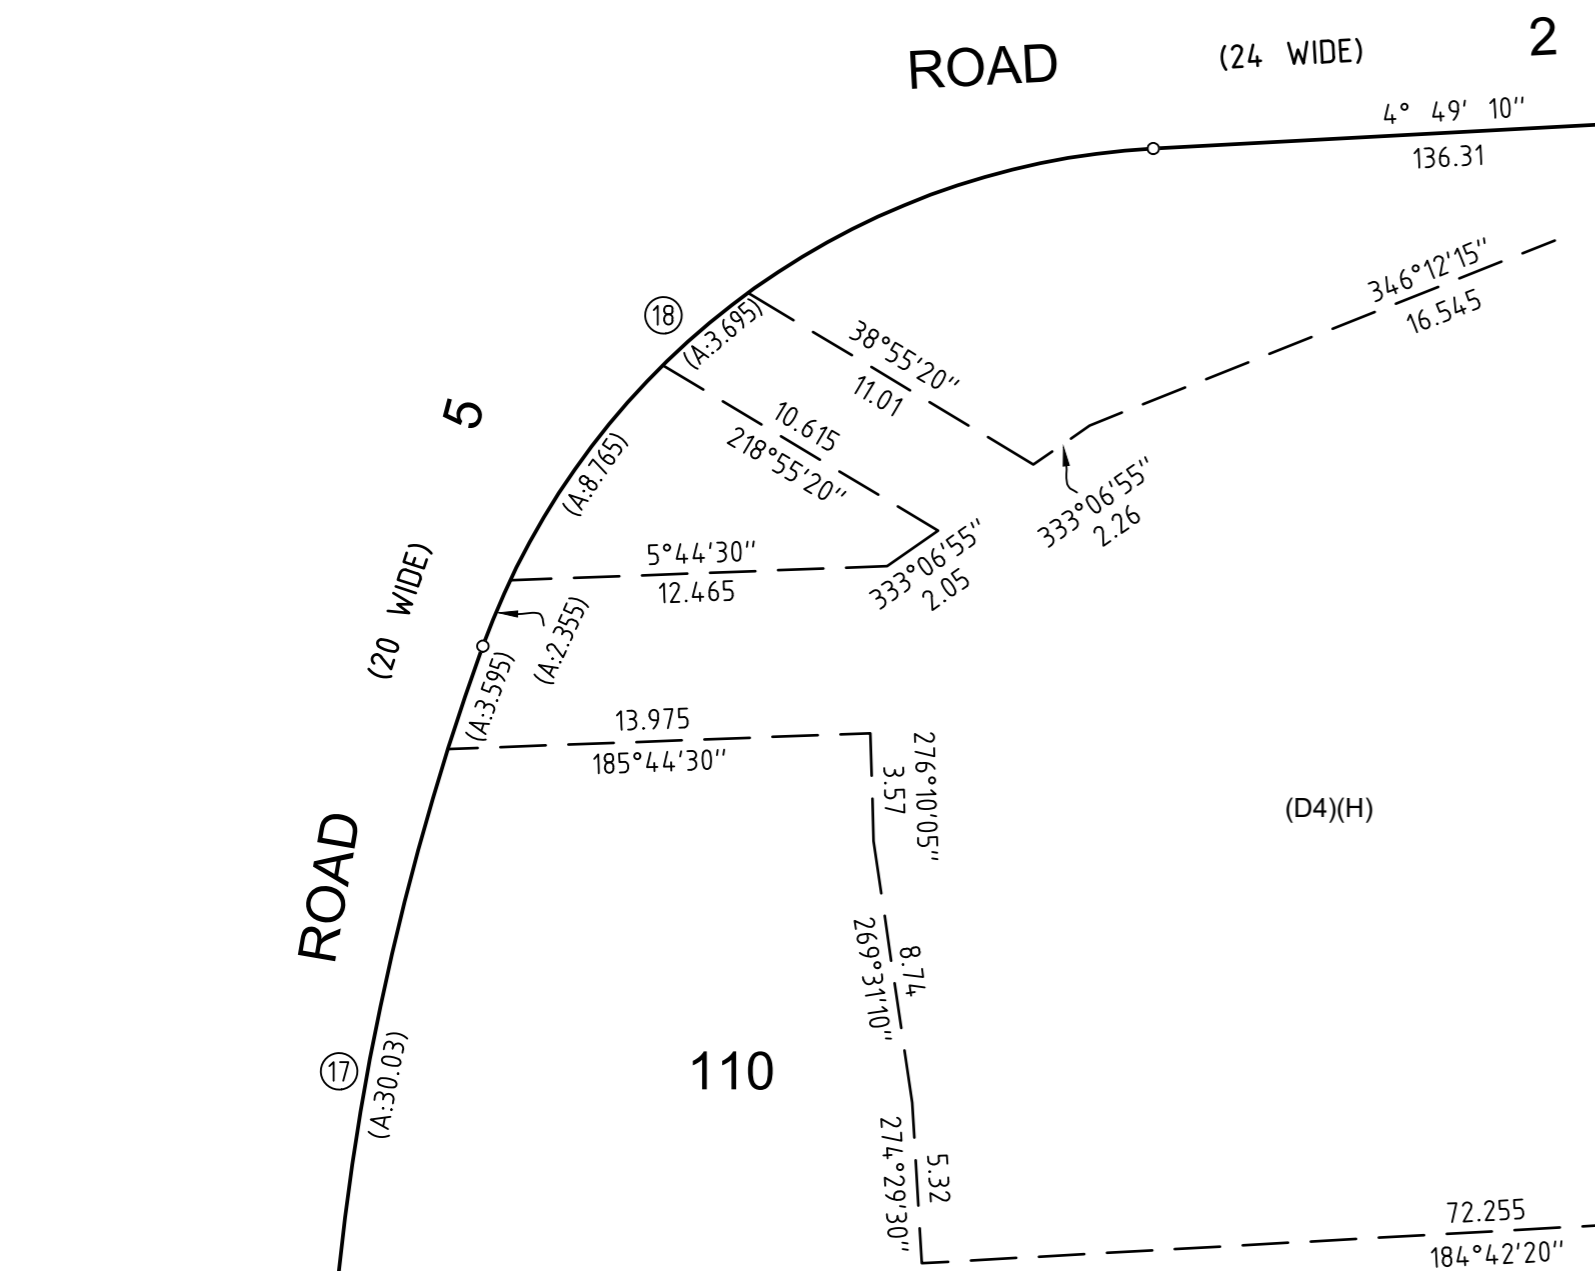 ROAD (24 WIDE) 2
4° 49' 10"
136.31
346°12'15"
16.545
18
(A:3.695)
38°55'20"
11.01
5
10.615
218°55'20"
(A:8.765)
333°06'55"
2.26
5°44'30"
12.465
333°06'55"
2.05
(20 WIDE)
(A:2.355)
(A:3.595)
13.975
185°44'30"
276°10'05"
3.57
(D4)(H)
ROAD
8.74
269°31'10"
17
(A:30.03)
110
5.32
274°29'30"
72.255
184°42'20"